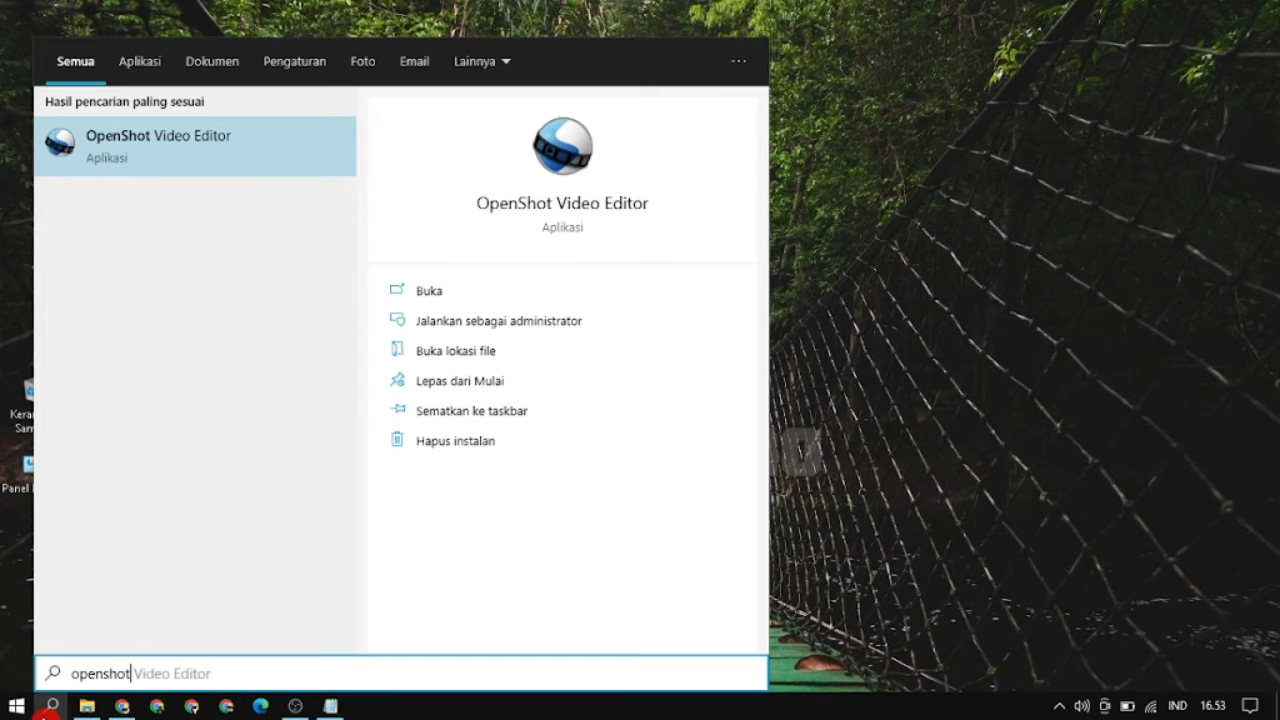 Semua Aplikasi Dokumen Pengaturan Foto Email Lainnya
Hasil pencarian paling sesuai
OpenShot Video Editor
Aplikasi
OpenShot Video Editor
Aplikasi
Buka
Jalankan sebagai administrator
Buka lokasi file
Lepas dari Mulai
Sematkan ke taskbar
Hapus instalan
Panel
openshot Video Editor
IND 16.53